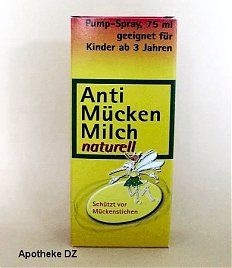 Pump-Spray, 75 ml
geeignet für
Kinder ab 3 Jahren
Anti
Mücken
Milch
naturell
Schützt vor
Mückenstichen
Apotheke DZ